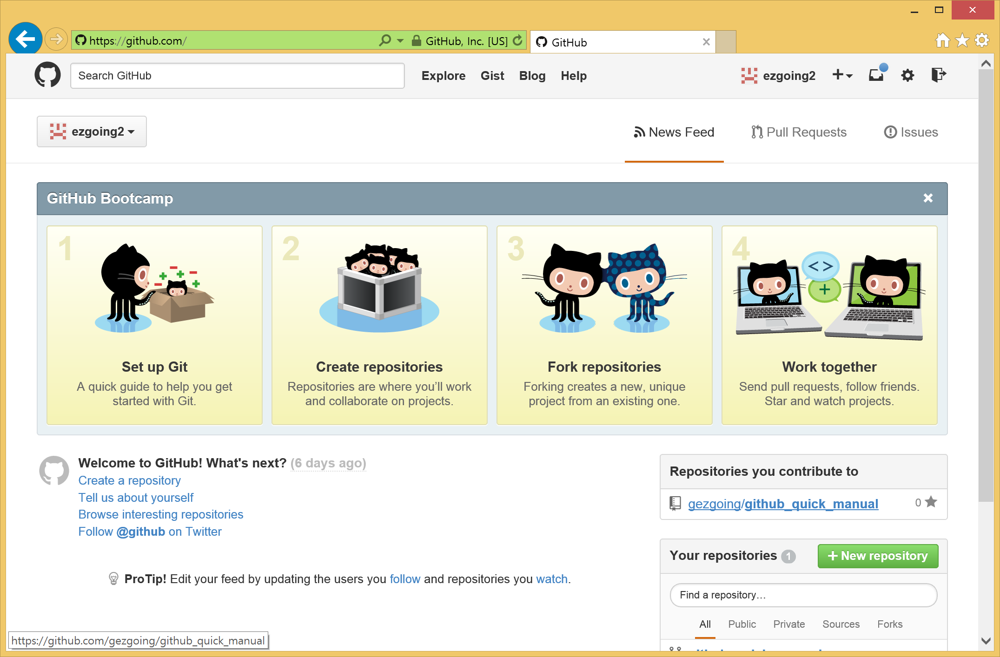 https://github.com/
GitHub, Inc. [US]
GitHub
Search GitHub
Explore Gist Blog Help
ezgoing2
ezgoing2
News Feed Pull Requests Issues
GitHub Bootcamp
1
Set up Git
A quick guide to help you get
started with Git.
2
Create repositories
Repositories are where you’ll work
and collaborate on projects.
3
Fork repositories
Forking creates a new, unique
project from an existing one.
4
<>
+
Work together
Send pull requests, follow friends.
Star and watch projects.
Welcome to GitHub! What's next? (6 days ago)
Create a repository
Tell us about yourself
Browse interesting repositories
Follow @github on Twitter
ProTip! Edit your feed by updating the users you follow and repositories you watch.
Repositories you contribute to
gezgoing/github_quick_manual 0
Your repositories 1
+ New repository
Find a repository…
All Public Private Sources Forks
https://github.com/gezgoing/github_quick_manual